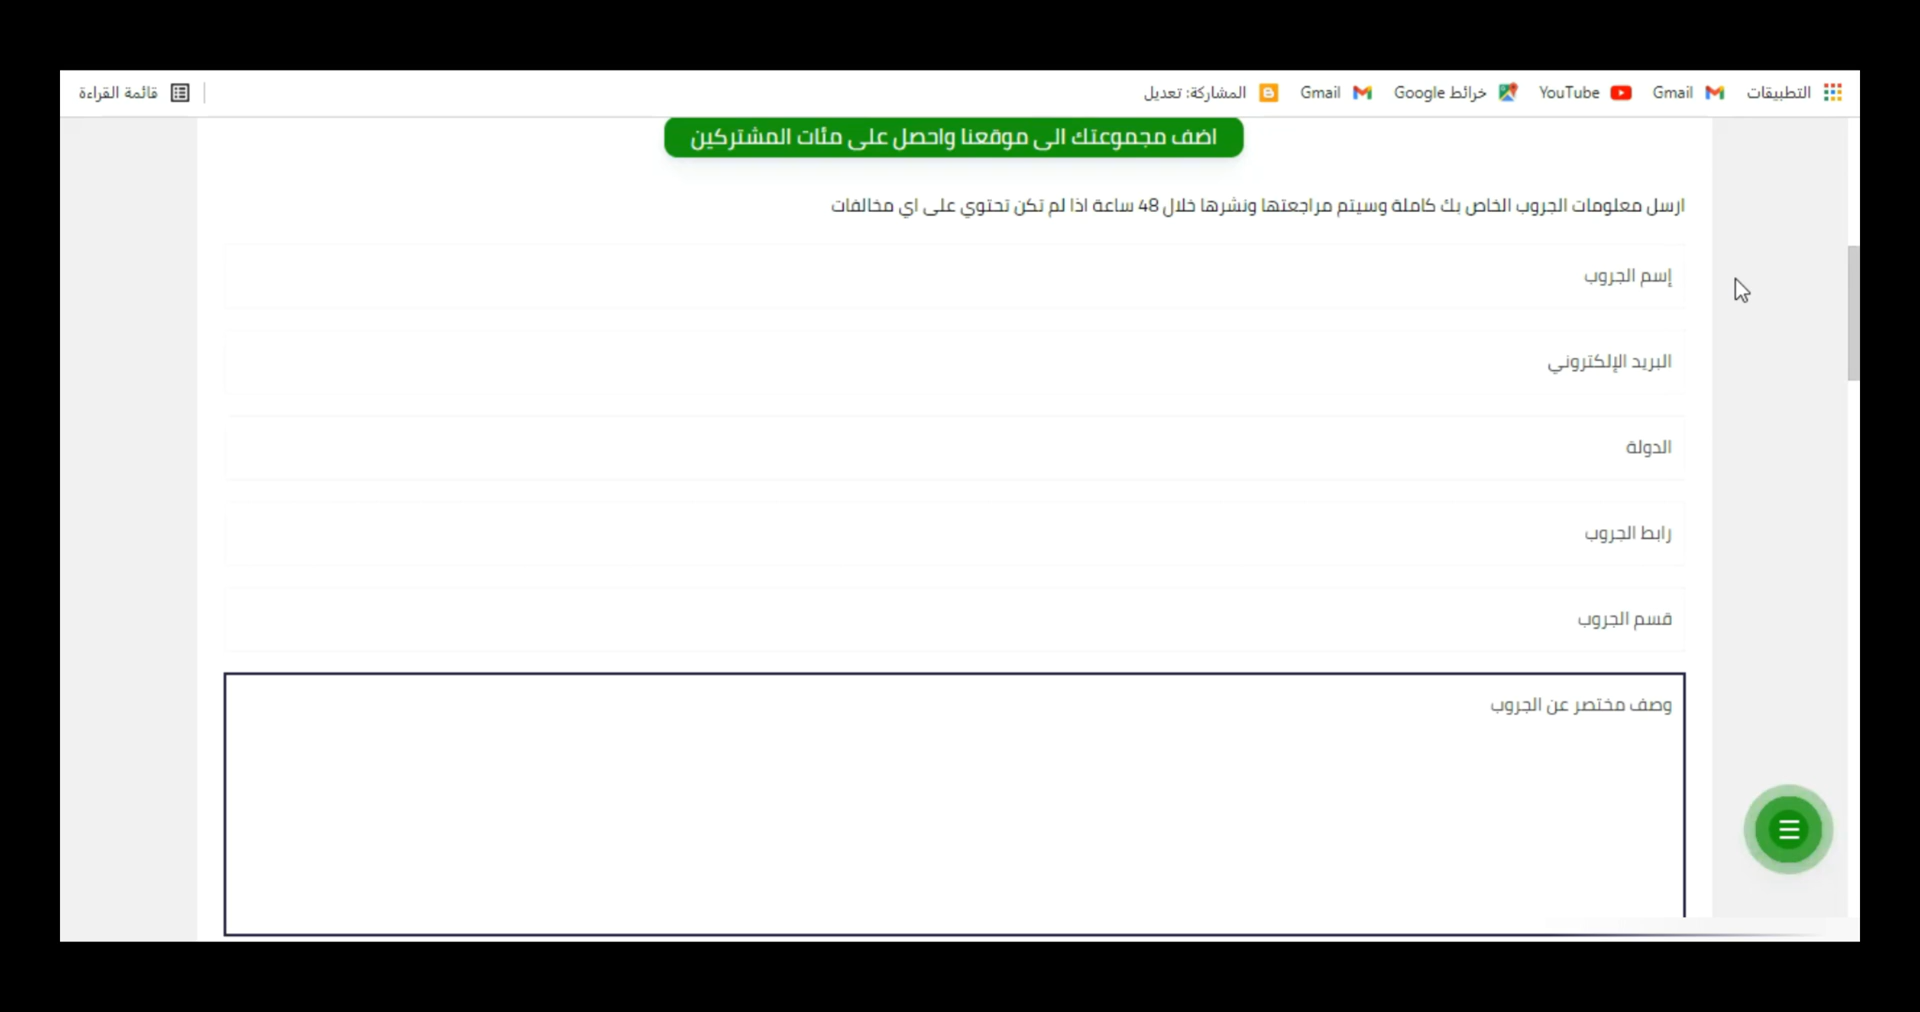 التطبيقات Gmail YouTube خرائط Google Gmail المشاركة: تعديل قائمة القراءة
اضف مجموعتك الى موقعنا واحصل على مئات المشتركين
ارسل معلومات الجروب الخاص بك كاملة وسيتم مراجعتها ونشرها خلال 48 ساعة اذا لم تكن تحتوي على اي مخالفات
إسم الجروب
البريد الإلكتروني
الدولة
رابط الجروب
قسم الجروب
وصف مختصر عن الجروب